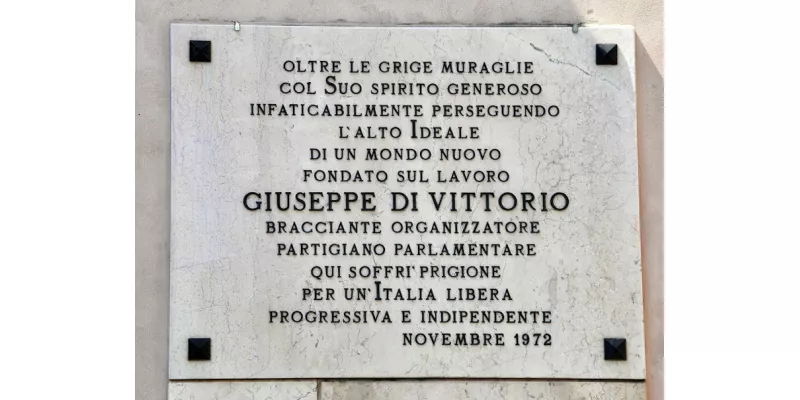 OLTRE LE GRIGE MURAGLIE
COL SUO SPIRITO GENEROSO
INFATICABILMENTE PERSEGUENDO
L'ALTO IDEALE
DI UN MONDO NUOVO
FONDATO SUL LAVORO
GIUSEPPE DI VITTORIO
BRACCIANTE ORGANIZZATORE
PARTIGIANO PARLAMENTARE
QUI SOFFRI' PRIGIONE
PER UN'ITALIA LIBERA
PROGRESSIVA E INDIPENDENTE
NOVEMBRE 1972